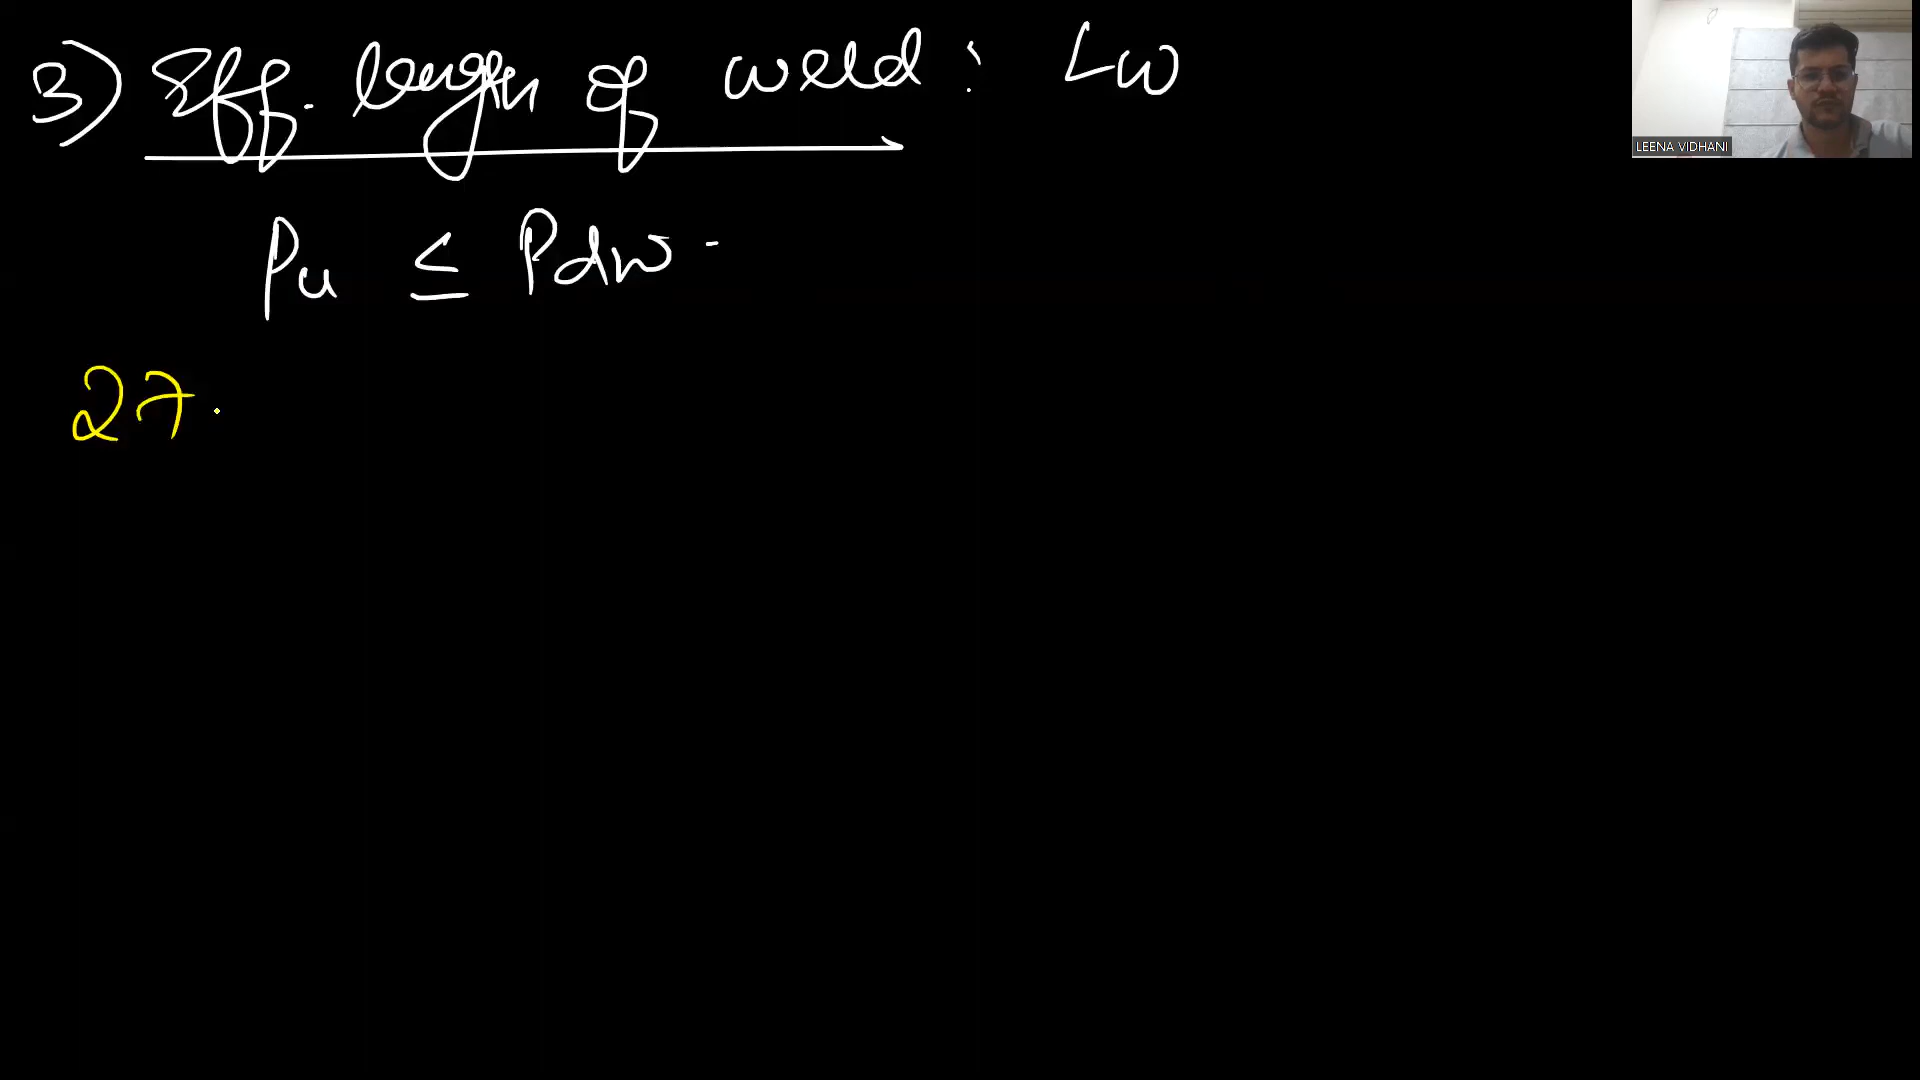 3) Eff. length of weld : Lw
LEENA VIDHANI
Pu ≤ Pdw -
27.